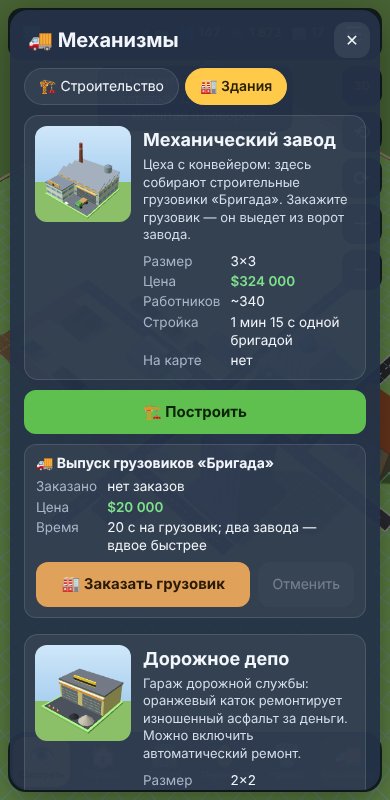 🚚 Механизмы
✕
🏗️ Строительство
🏭 Здания
Механический завод
Цеха с конвейером: здесь
собирают строительные
грузовики «Бригада». Закажите
грузовик — он выедет из ворот
завода.
Размер 3×3
Цена $324 000
Работников ~340
Стройка 1 мин 15 с одной
бригадой
На карте нет
🏗️ Построить
🚚 Выпуск грузовиков «Бригада»
Заказано нет заказов
Цена $20 000
Время 20 с на грузовик; два завода —
вдвое быстрее
🏭 Заказать грузовик
Отменить
Дорожное депо
Гараж дорожной службы:
оранжевый каток ремонтирует
изношенный асфальт за деньги.
Можно включить
автоматический ремонт.
Размер 2×2